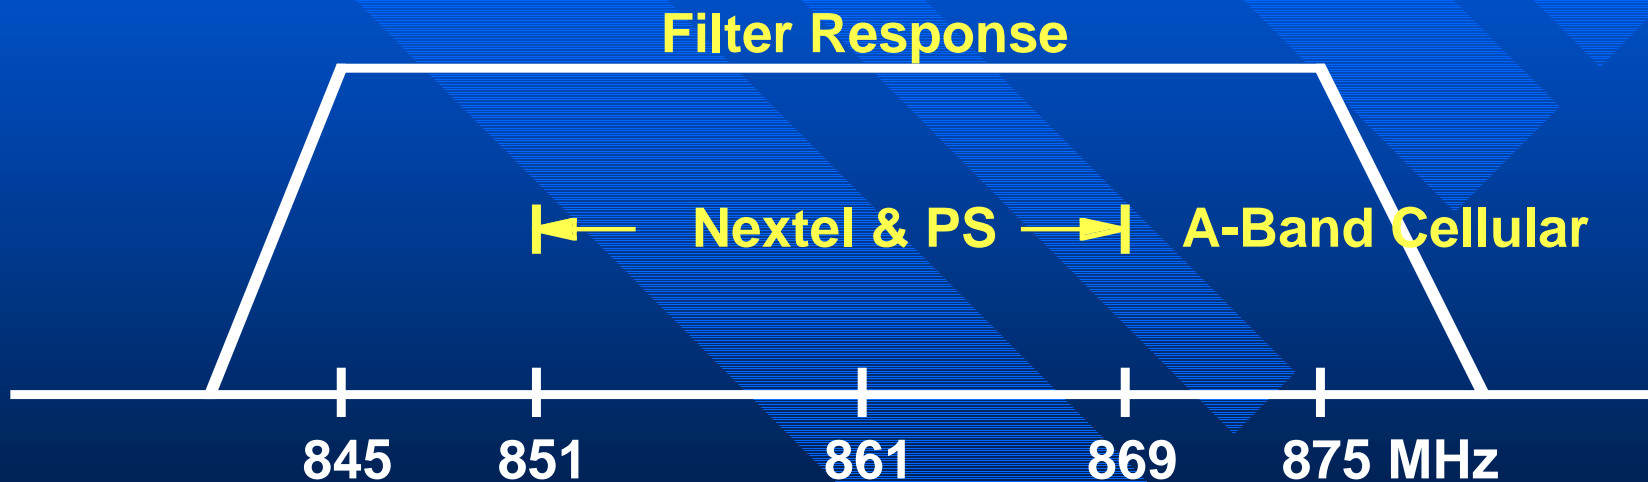 Filter Response
Nextel & PS
A-Band Cellular
845 851 861 869 875 MHz